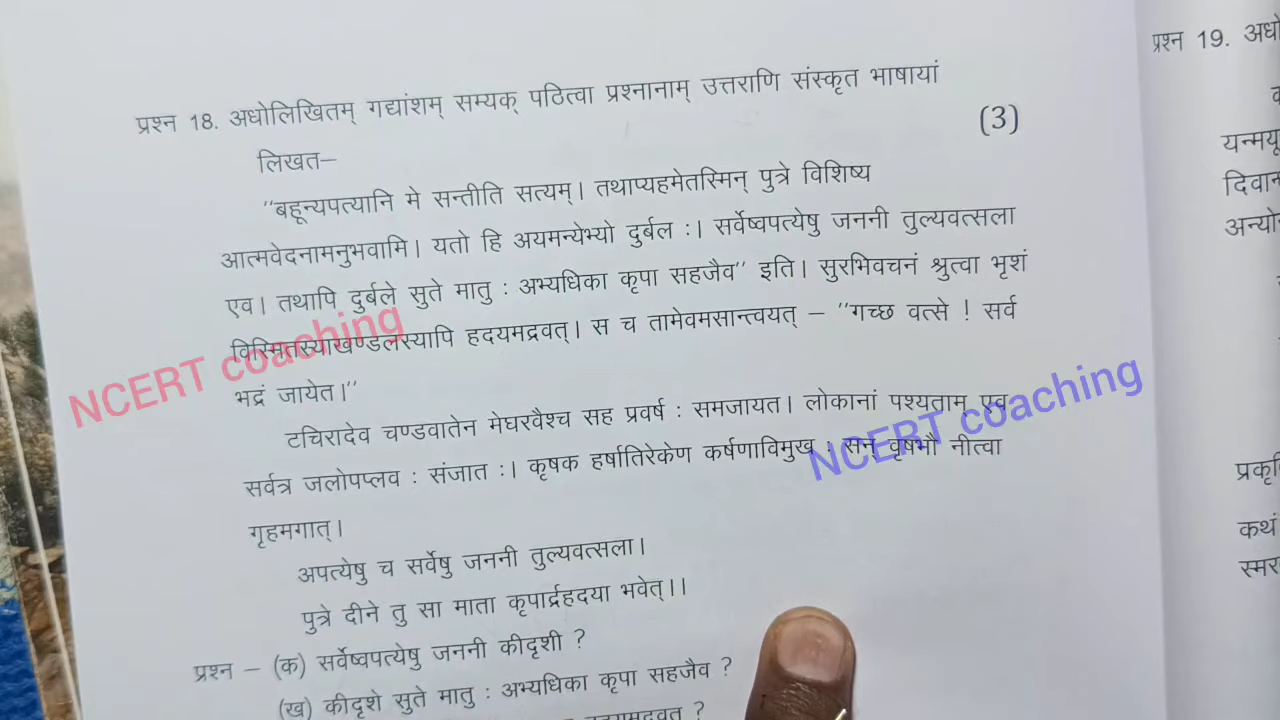 प्रश्न 18. अधोलिखितम् गद्यांशम् सम्यक् पठित्वा प्रश्नानाम् उत्तराणि संस्कृत भाषायां
लिखत– (3)
"बहून्यपत्यानि मे सन्तीति सत्यम्। तथाप्यहमेतस्मिन् पुत्रे विशिष्य
आत्मवेदनामनुभवामि। यतो हि अयमन्येभ्यो दुर्बल :। सर्वेष्वपत्येषु जननी तुल्यवत्सला
एव। तथापि दुर्बले सुते मातु : अभ्यधिका कृपा सहजैव" इति। सुरभिवचनं श्रुत्वा भृशं
विस्मितस्याखण्डलस्यापि हृदयमद्रवत्। स च तामेवमसान्त्वयत् – "गच्छ वत्से ! सर्व
भद्रं जायेत।"
टचिरादेव चण्डवातेन मेघरवैश्च सह प्रवर्ष : समजायत। लोकानां पश्यताम् एव
सर्वत्र जलोपप्लव : संजात :। कृषक हर्षातिरेकेण कर्षणाविमुख : सन् वृषभौ नीत्वा
गृहमगात्।
अपत्येषु च सर्वेषु जननी तुल्यवत्सला।
पुत्रे दीने तु सा माता कृपार्द्रहृदया भवेत्।।
प्रश्न – (क) सर्वेष्वपत्येषु जननी कीदृशी ?
(ख) कीदृशे सुते मातु : अभ्यधिका कृपा सहजैव ?
NCERT coaching
NCERT coaching
प्रश्न 19.